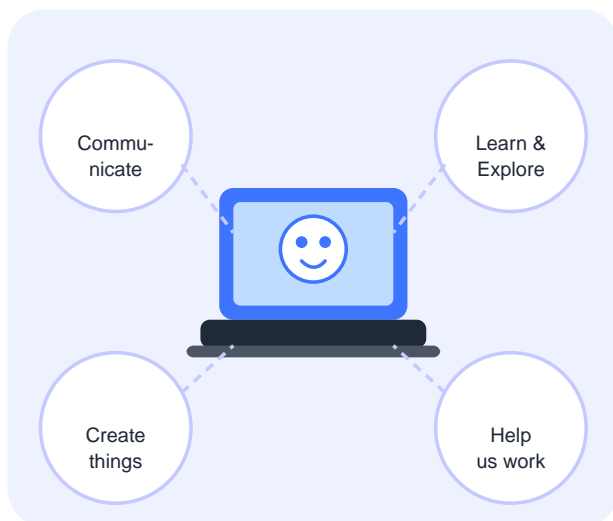 Commu-
nicate
Learn &
Explore
Create
things
Help
us work